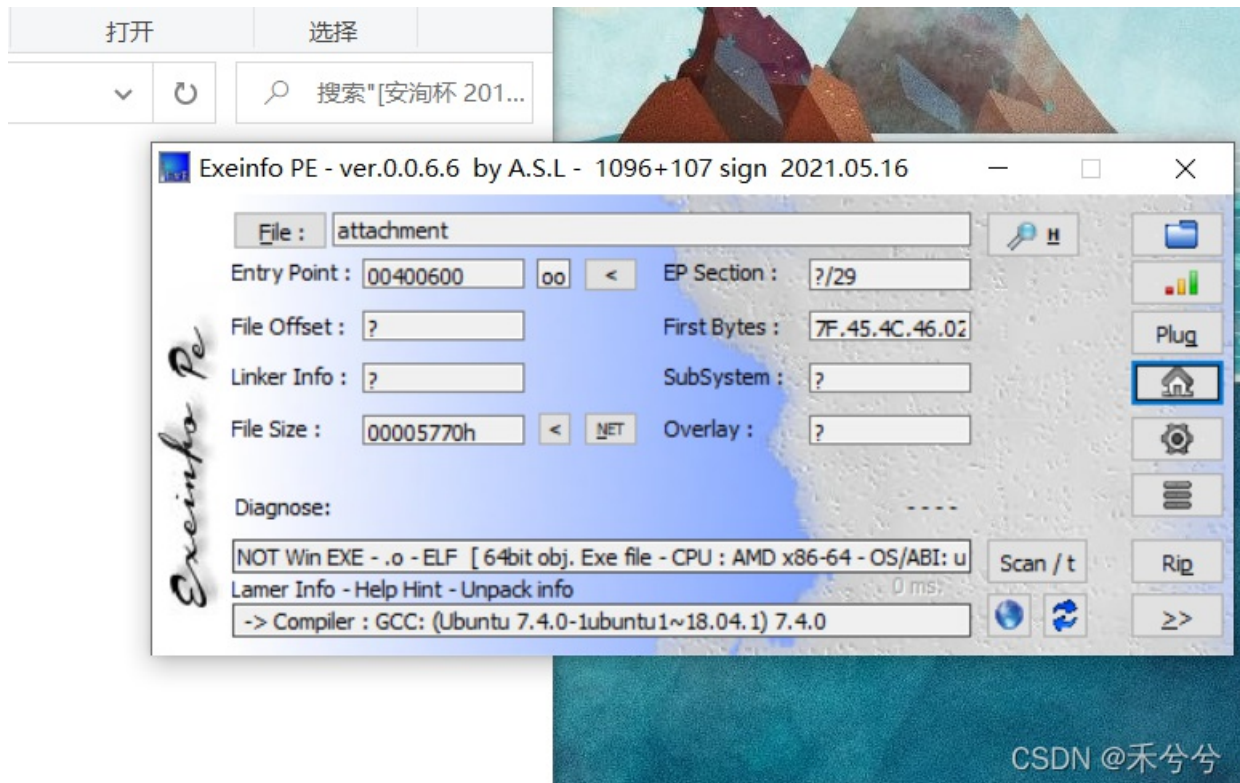 打开 选择
搜索"[安洵杯 201...
Exeinfo PE - ver.0.0.6.6 by A.S.L - 1096+107 sign 2021.05.16
File : attachment H
Entry Point : 00400600 oo < EP Section : ?/29
File Offset : ? First Bytes : 7F.45.4C.46.02 Plug
Linker Info : ? SubSystem : ?
File Size : 00005770h < NET Overlay : ?
Exeinfo Pe
Diagnose: ----
NOT Win EXE - .o - ELF [ 64bit obj. Exe file - CPU : AMD x86-64 - OS/ABI: u Scan / t Rip
Lamer Info - Help Hint - Unpack info 0 ms.
-> Compiler : GCC: (Ubuntu 7.4.0-1ubuntu1~18.04.1) 7.4.0 >>
CSDN @禾兮兮